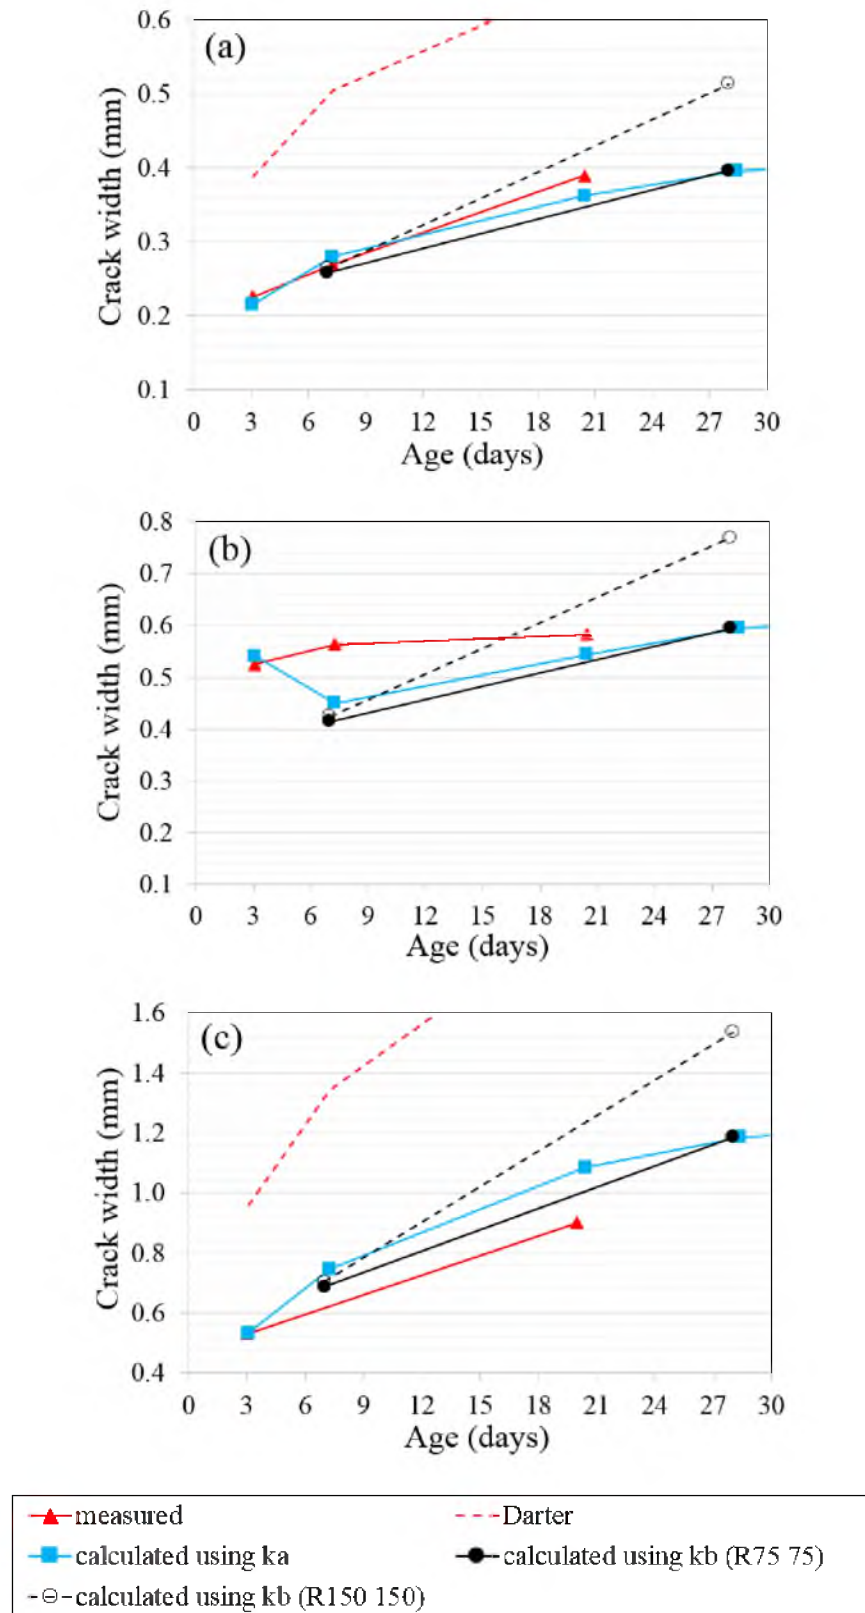 (a)
Crack width (mm)
0.6
0.5
0.4
0.3
0.2
0.1
0 3 6 9 12 15 18 21 24 27 30
Age (days)
(b)
Crack width (mm)
0.8
0.7
0.6
0.5
0.4
0.3
0.2
0.1
0 3 6 9 12 15 18 21 24 27 30
Age (days)
(c)
Crack width (mm)
1.6
1.4
1.2
1.0
0.8
0.6
0.4
0 3 6 9 12 15 18 21 24 27 30
Age (days)
measured Darter
calculated using ka calculated using kb (R75 75)
calculated using kb (R150 150)